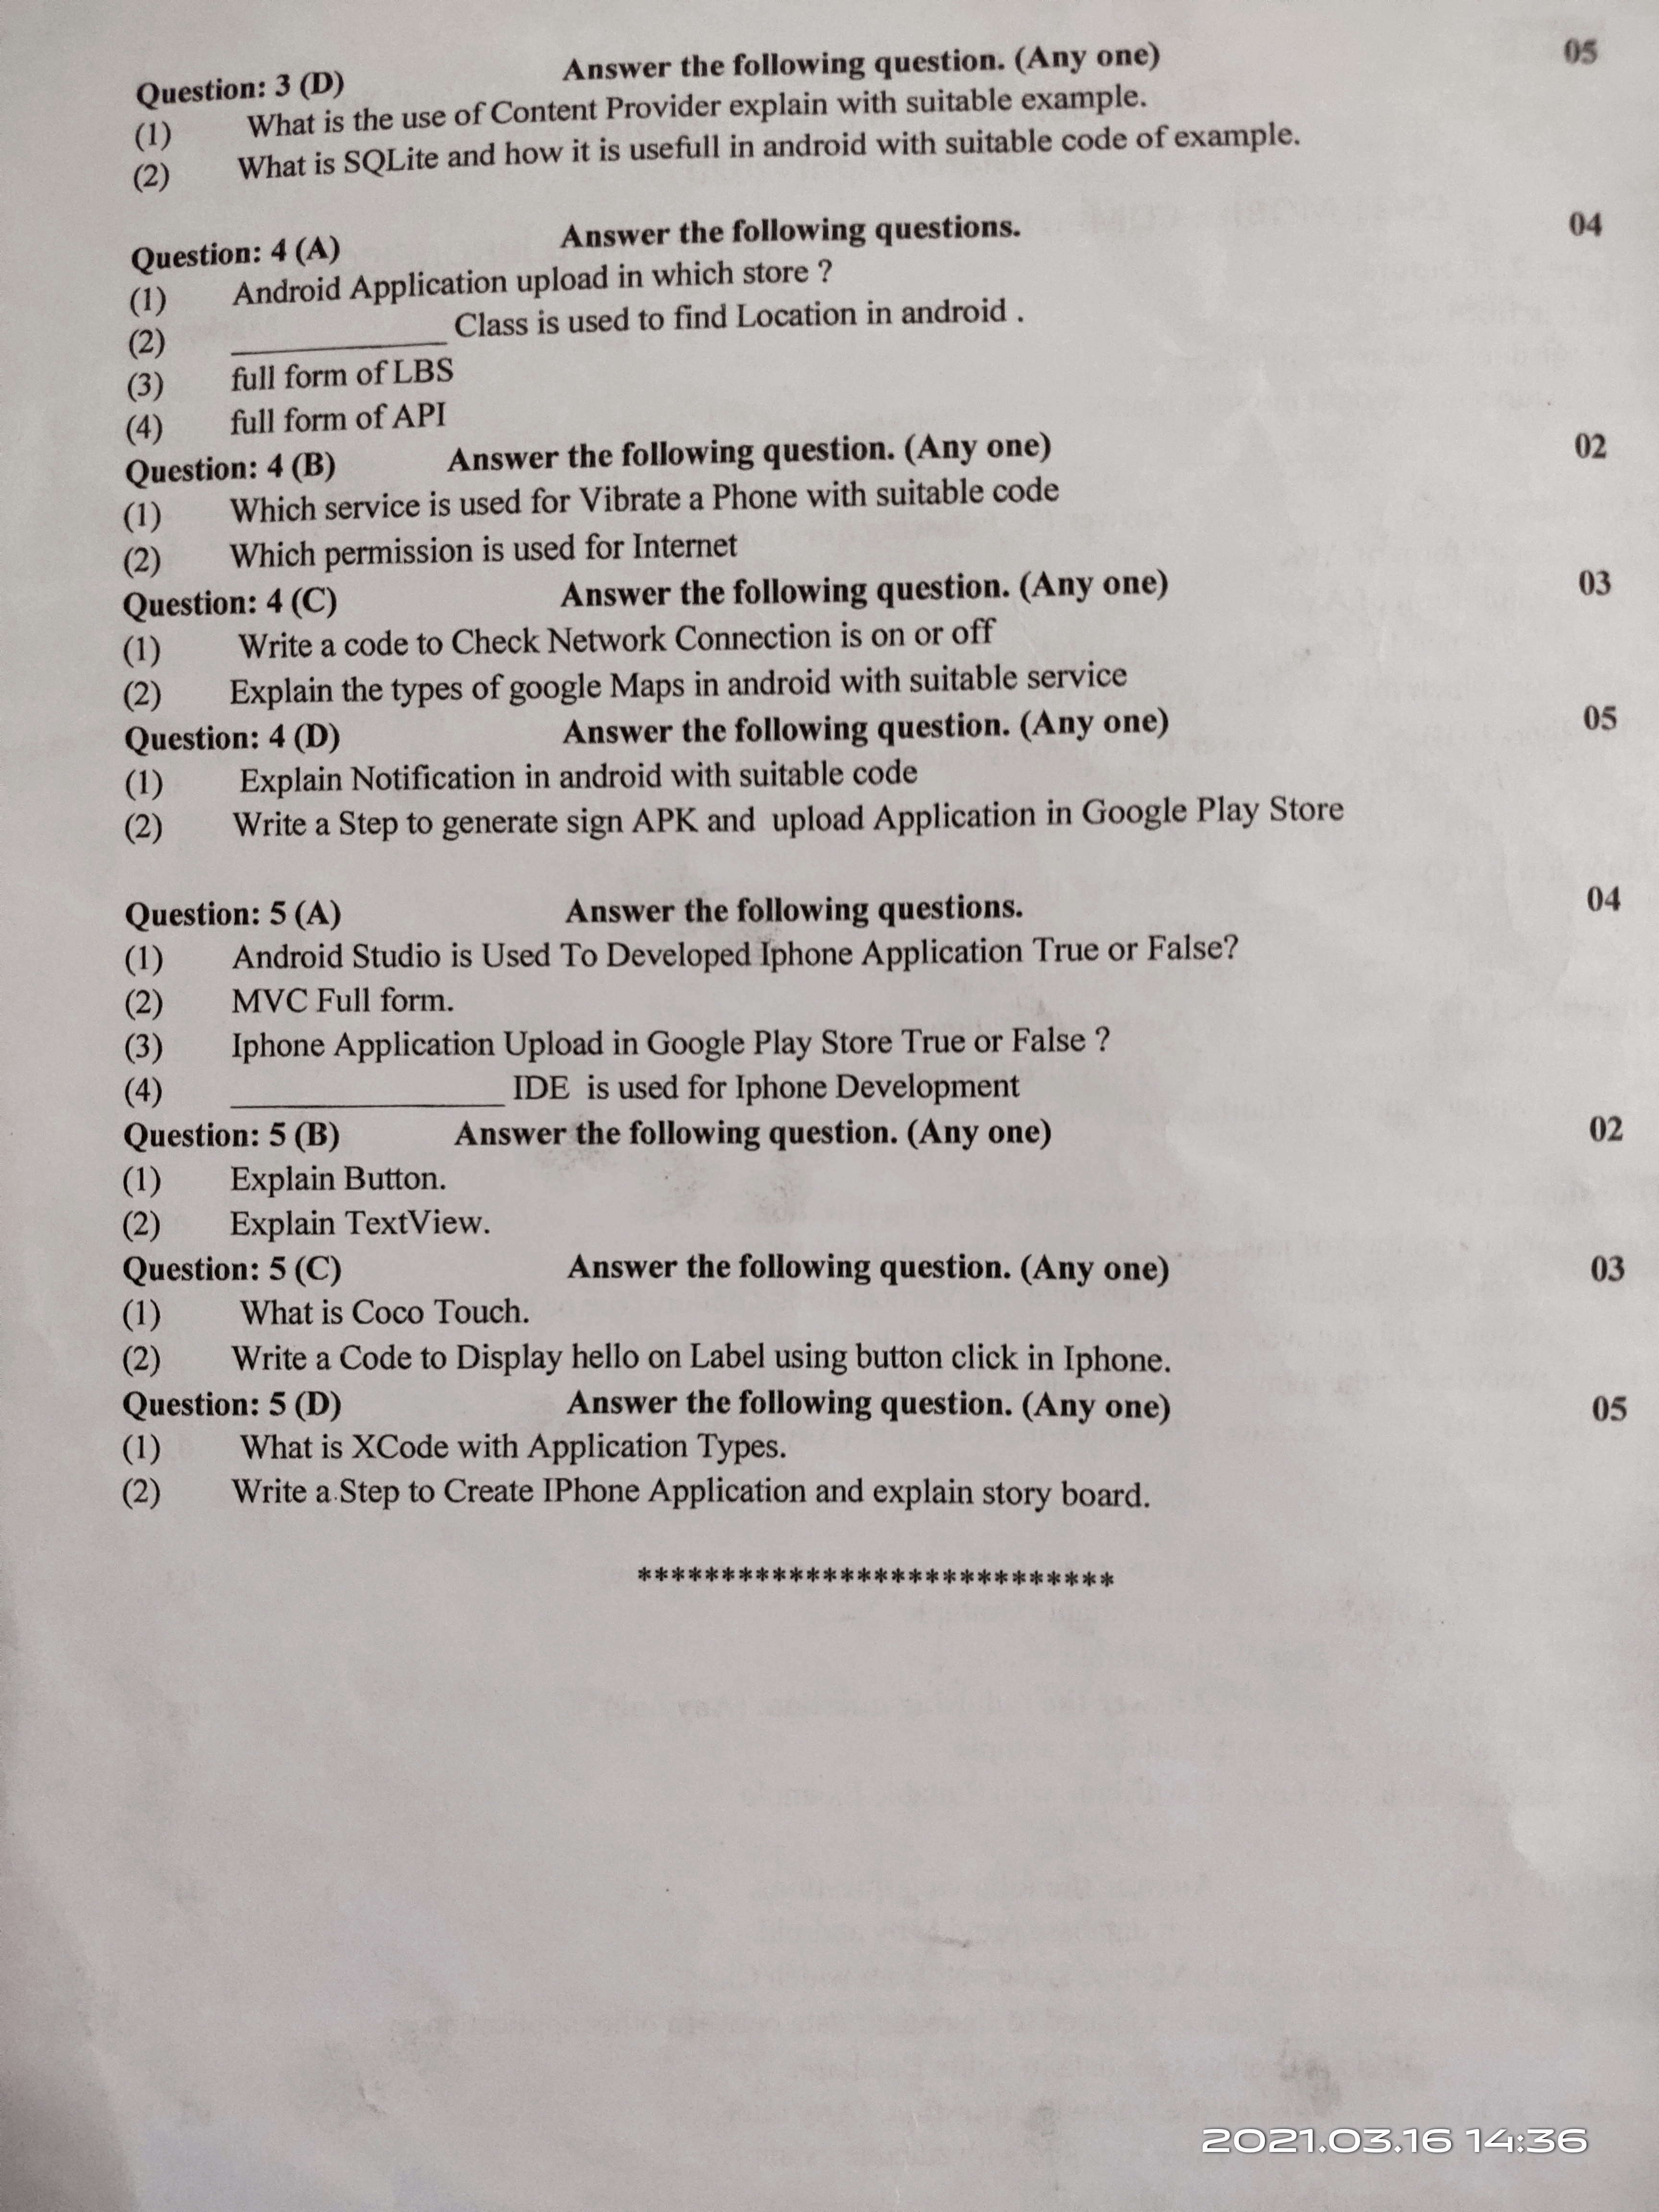 Question: 3 (D) Answer the following question. (Any one) 05
(1) What is the use of Content Provider explain with suitable example.
(2) What is SQLite and how it is usefull in android with suitable code of example.
Question: 4 (A) Answer the following questions. 04
(1) Android Application upload in which store ?
(2) ____________ Class is used to find Location in android .
(3) full form of LBS
(4) full form of API
Question: 4 (B) Answer the following question. (Any one) 02
(1) Which service is used for Vibrate a Phone with suitable code
(2) Which permission is used for Internet
Question: 4 (C) Answer the following question. (Any one) 03
(1) Write a code to Check Network Connection is on or off
(2) Explain the types of google Maps in android with suitable service
Question: 4 (D) Answer the following question. (Any one) 05
(1) Explain Notification in android with suitable code
(2) Write a Step to generate sign APK and upload Application in Google Play Store
Question: 5 (A) Answer the following questions. 04
(1) Android Studio is Used To Developed Iphone Application True or False?
(2) MVC Full form.
(3) Iphone Application Upload in Google Play Store True or False ?
(4) _______________ IDE is used for Iphone Development
Question: 5 (B) Answer the following question. (Any one) 02
(1) Explain Button.
(2) Explain TextView.
Question: 5 (C) Answer the following question. (Any one) 03
(1) What is Coco Touch.
(2) Write a Code to Display hello on Label using button click in Iphone.
Question: 5 (D) Answer the following question. (Any one) 05
(1) What is XCode with Application Types.
(2) Write a Step to Create IPhone Application and explain story board.
****************************
2021.03.16 14:36